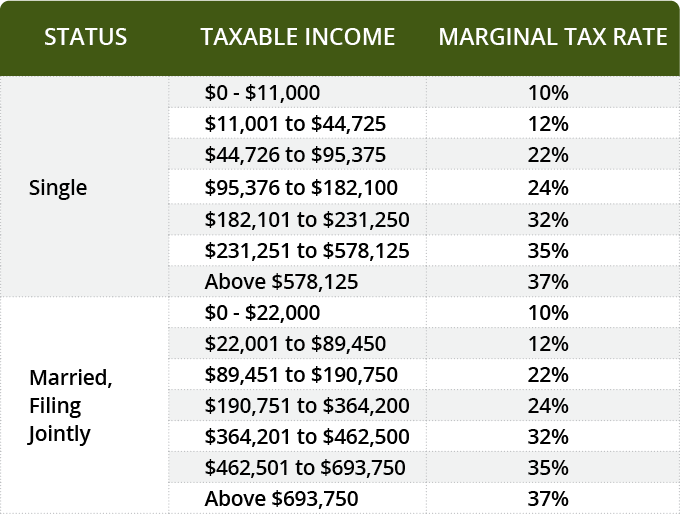 STATUS TAXABLE INCOME MARGINAL TAX RATE
Single
$0 - $11,000 10%
$11,001 to $44,725 12%
$44,726 to $95,375 22%
$95,376 to $182,100 24%
$182,101 to $231,250 32%
$231,251 to $578,125 35%
Above $578,125 37%
Married,
Filing
Jointly
$0 - $22,000 10%
$22,001 to $89,450 12%
$89,451 to $190,750 22%
$190,751 to $364,200 24%
$364,201 to $462,500 32%
$462,501 to $693,750 35%
Above $693,750 37%